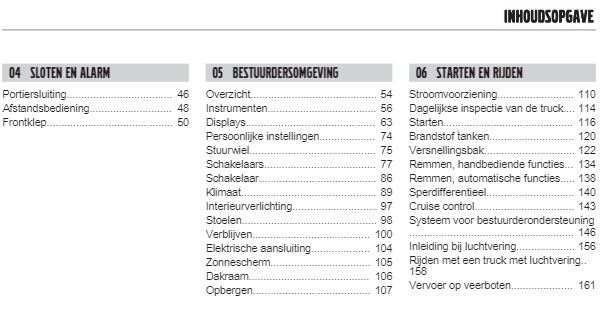 INHOUDSOPGAVE
04 SLOTEN EN ALARM
Portiersluiting................................ 46
Afstandsbediening......................... 48
Frontklep........................................ 50
05 BESTUURDERSOMGEVING
Overzicht........................................ 54
Instrumenten.................................. 56
Displays.......................................... 63
Persoonlijke instellingen................ 74
Stuurwiel........................................ 75
Schakelaars.................................... 77
Schakelaar...................................... 86
Klimaat............................................ 89
Interieurverlichting......................... 97
Stoelen........................................... 98
Verblijven....................................... 100
Elektrische aansluiting................... 104
Zonnescherm................................. 105
Dakraam......................................... 106
Opbergen....................................... 107
06 STARTEN EN RIJDEN
Stroomvoorziening......................... 110
Dagelijkse inspectie van de truck.... 114
Starten............................................ 116
Brandstof tanken............................ 120
Versnellingsbak.............................. 122
Remmen, handbediende functies... 134
Remmen, automatische functies..... 138
Sperdifferentieel............................. 140
Cruise control................................. 143
Systeem voor bestuurderondersteuning
....................................................... 146
Inleiding bij luchtvering................... 156
Rijden met een truck met luchtvering..
158
Vervoer op veerboten..................... 161